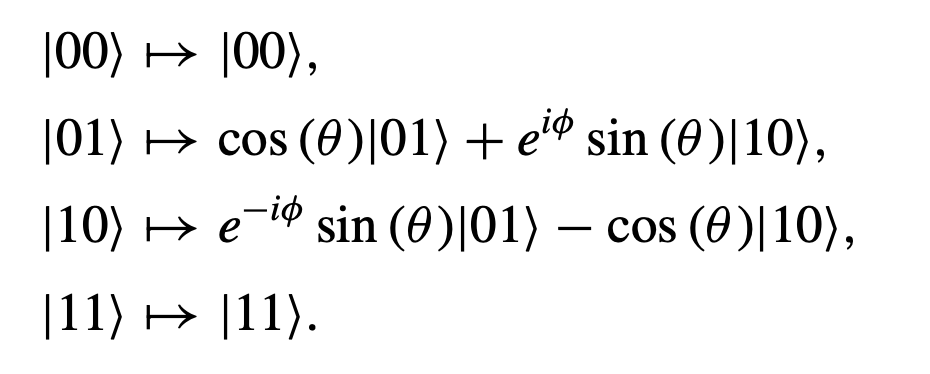 |00⟩ ↦ |00⟩,
|01⟩ ↦ cos (θ)|01⟩ + e^{iϕ} sin (θ)|10⟩,
|10⟩ ↦ e^{−iϕ} sin (θ)|01⟩ − cos (θ)|10⟩,
|11⟩ ↦ |11⟩.